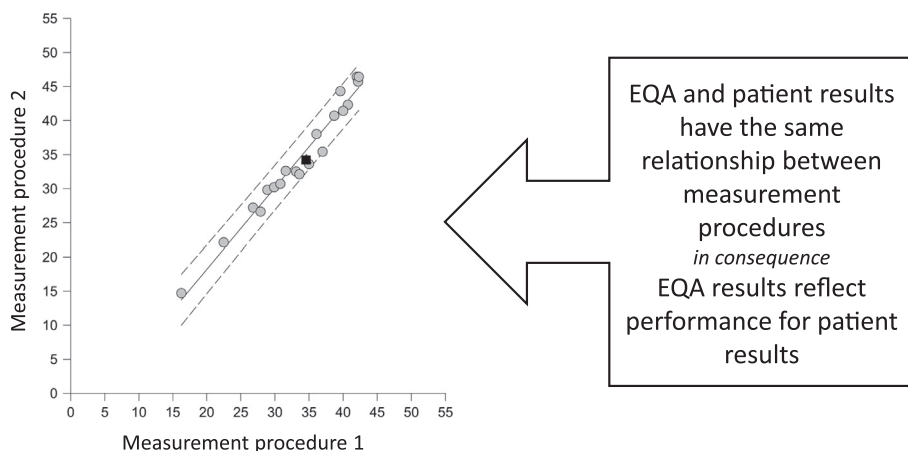 55
50
45
40
35
30
25
20
15
10
5
0
0 5 10 15 20 25 30 35 40 45 50 55
Measurement procedure 2
Measurement procedure 1
EQA and patient results
have the same
relationship between
measurement
procedures
in consequence
EQA results reflect
performance for patient
results